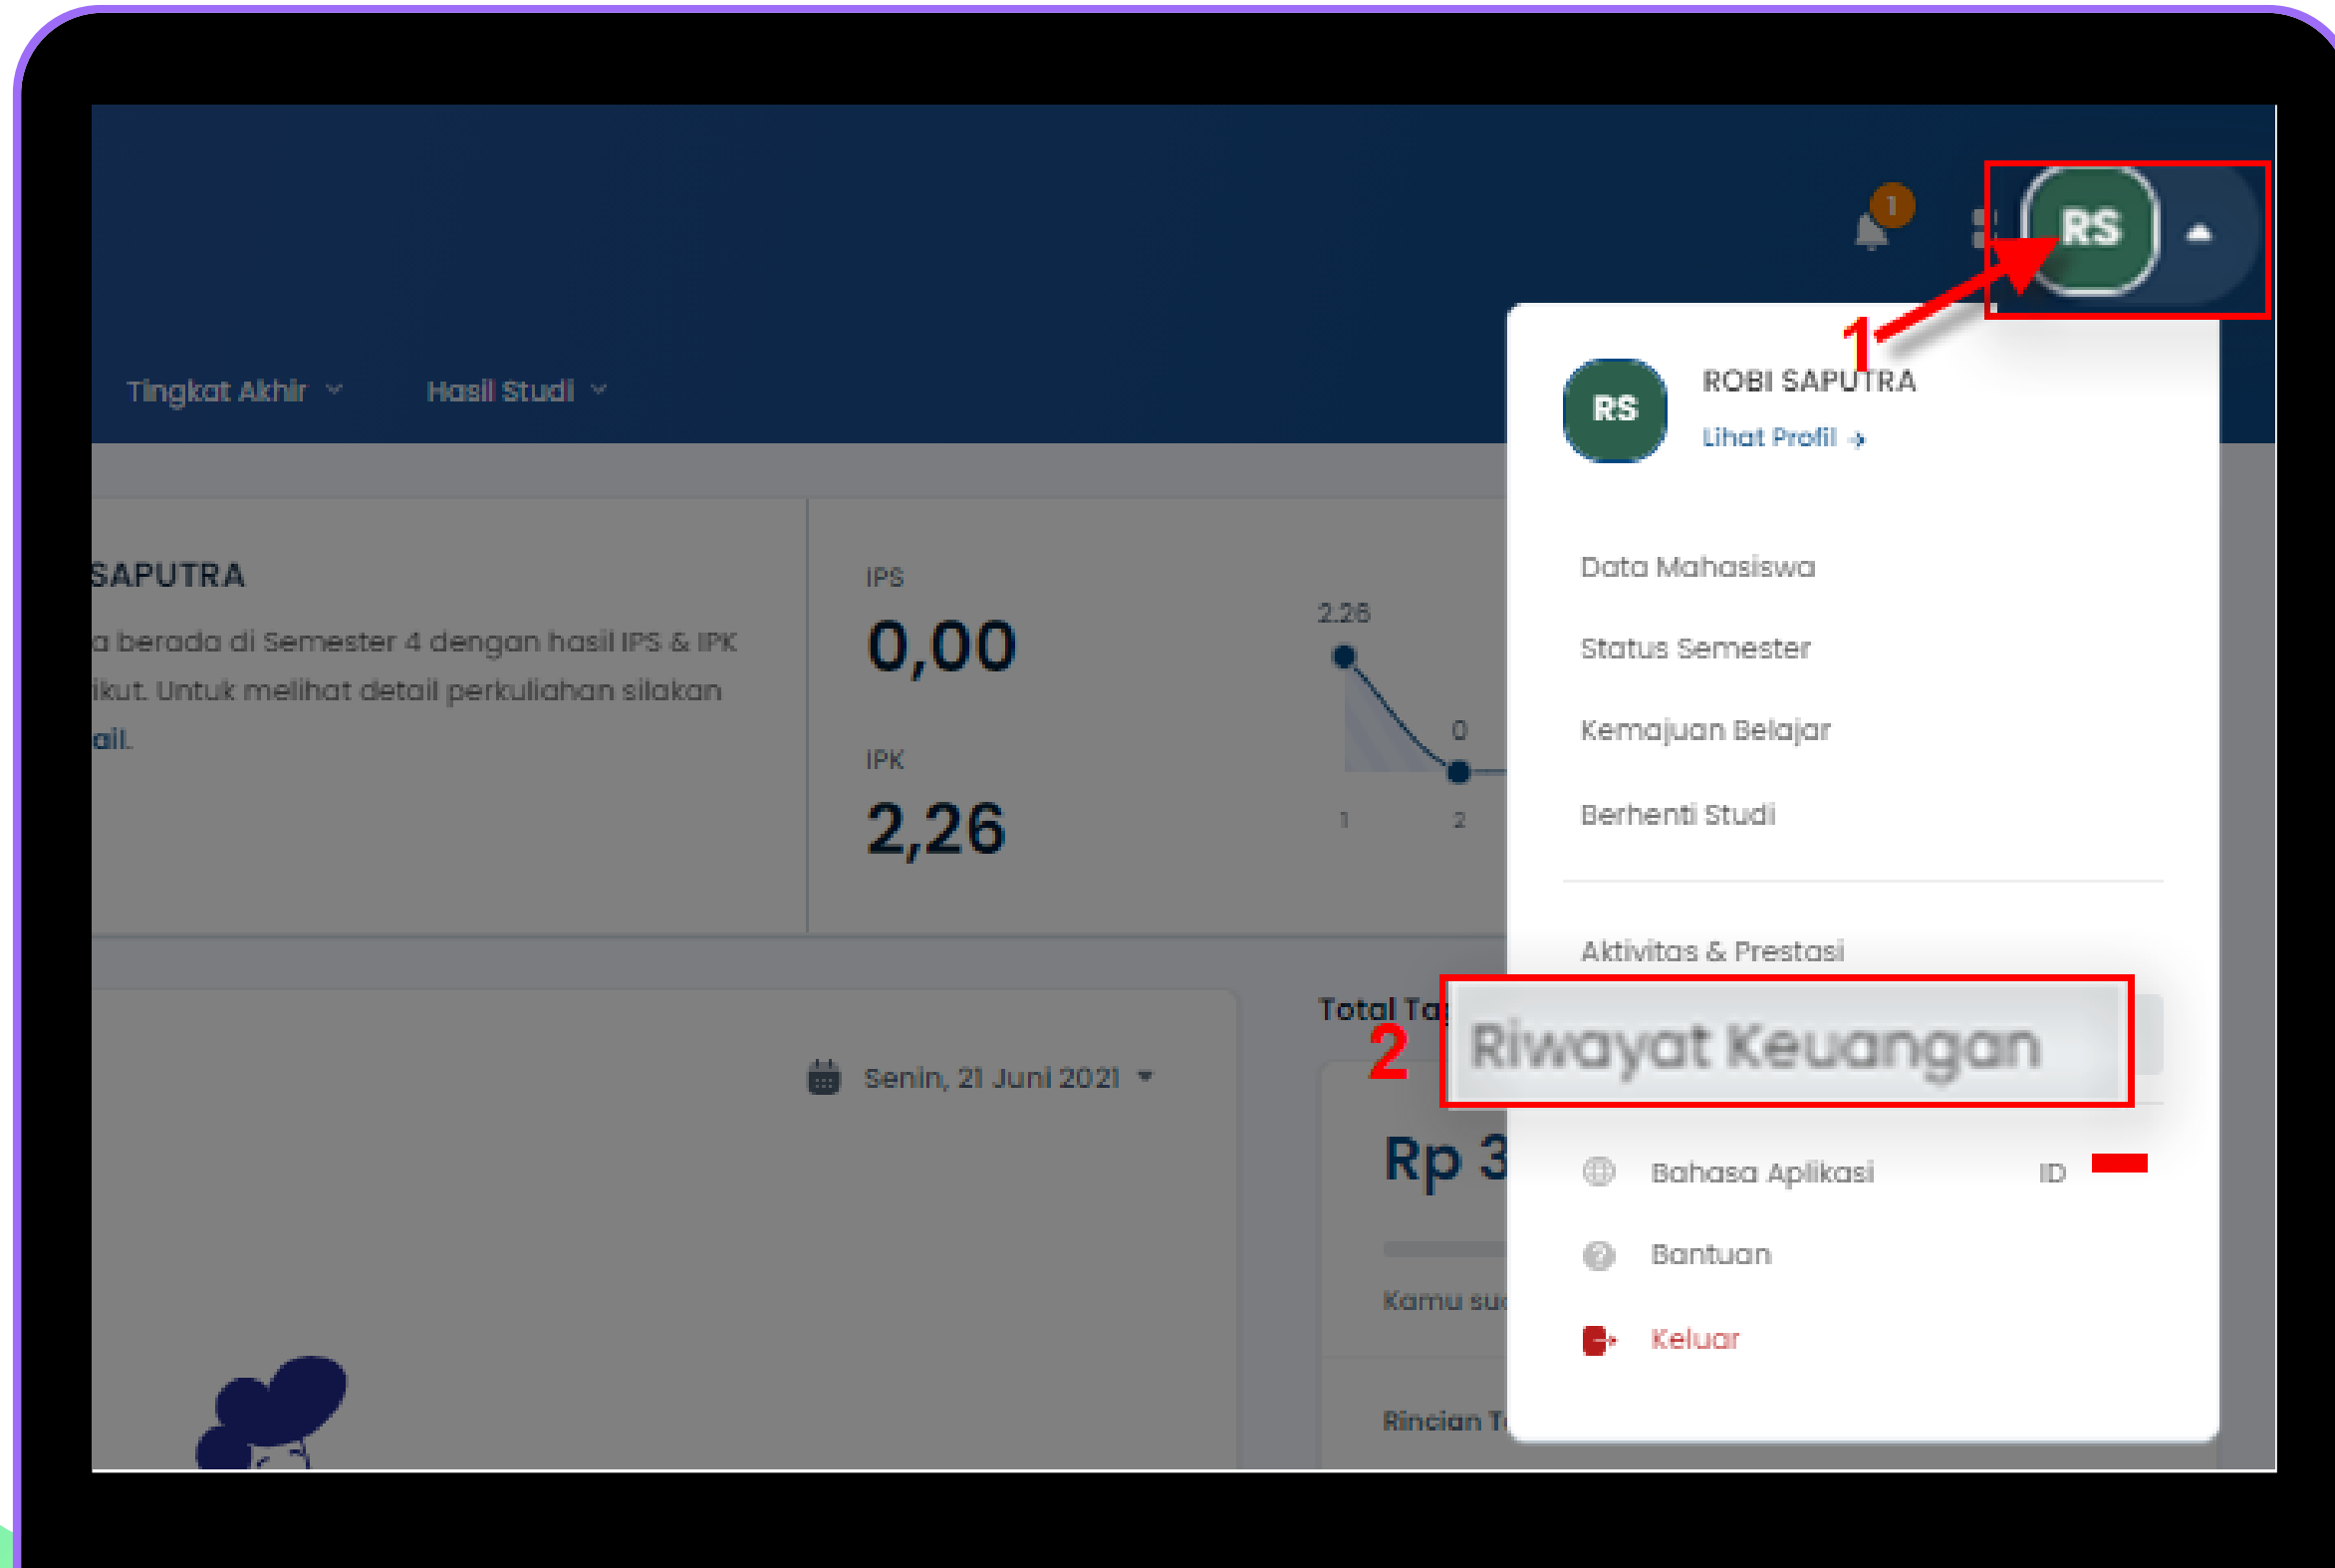 1
RS
Tingkat Akhir
Hasil Studi
1
ROBI SAPUTRA
RS
Lihat Profil
Data Mahasiswa
Status Semester
Kemajuan Belajar
Berhenti Studi
Aktivitas & Prestasi
2
Riwayat Keuangan
Bahasa Aplikasi ID
Bantuan
Keluar
SAPUTRA
a berada di Semester 4 dengan hasil IPS & IPK
ikut. Untuk melihat detail perkuliahan silakan
ail.
IPS
0,00
IPK
2,26
2.26
0
1 2
Senin, 21 Juni 2021
Total Ta
Rp 3
Kamu su
Rincian T